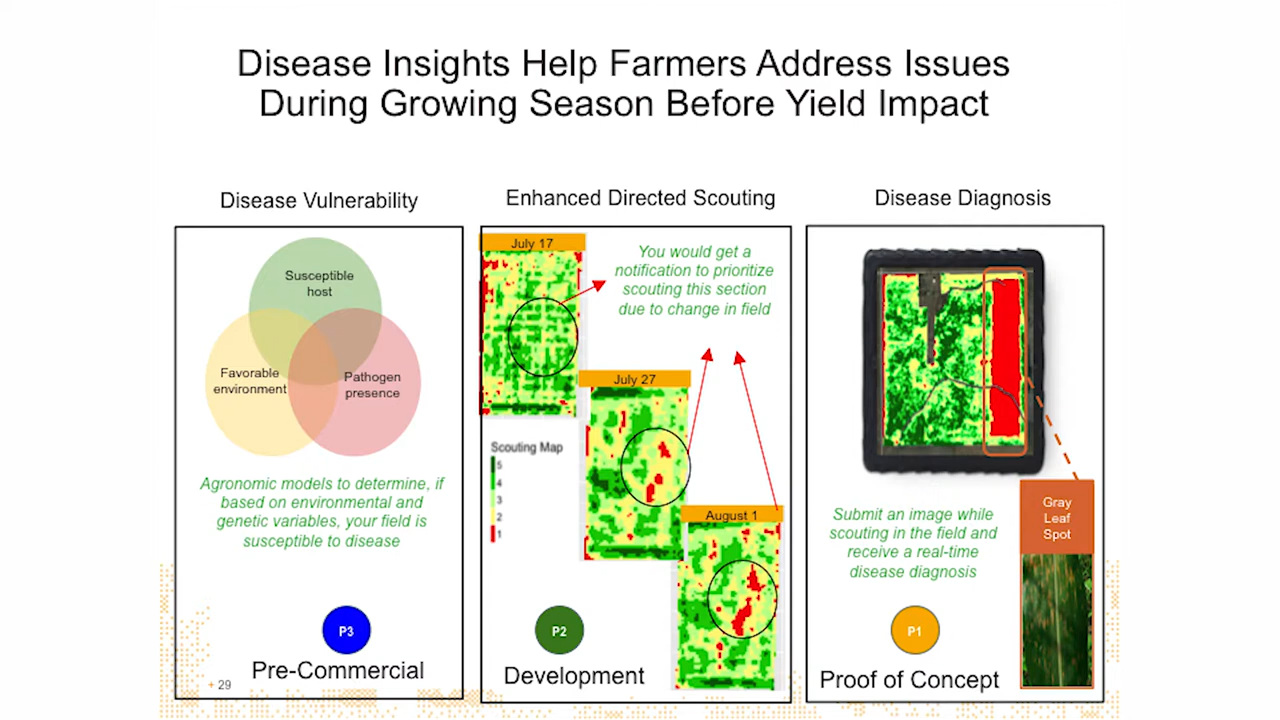 Disease Insights Help Farmers Address Issues
During Growing Season Before Yield Impact
Disease Vulnerability
Susceptible
host
Favorable
environment
Pathogen
presence
Agronomic models to determine, if
based on environmental and
genetic variables, your field is
susceptible to disease
P3
Pre-Commercial
+ 29
Enhanced Directed Scouting
July 17
You would get a
notification to prioritize
scouting this section
due to change in field
July 27
Scouting Map
5
4
3
2
1
August 1
P2
Development
Disease Diagnosis
Submit an image while
scouting in the field and
receive a real-time
disease diagnosis
Gray
Leaf
Spot
P1
Proof of Concept